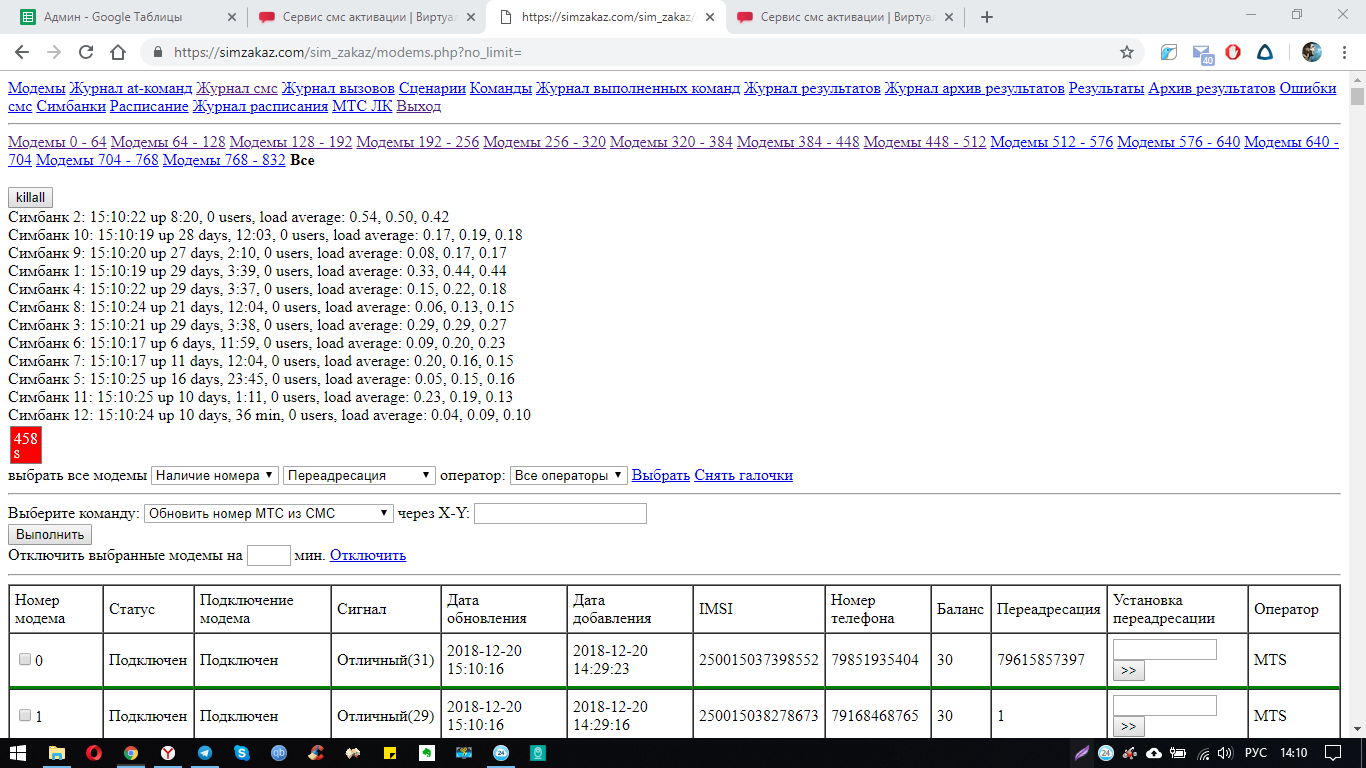 Админ - Google Таблицы
Сервис смс активации | Виртуал
https://simzakaz.com/sim_zakaz/
Сервис смс активации | Виртуал
https://simzakaz.com/sim_zakaz/modems.php?no_limit=
40
Модемы Журнал at-команд Журнал смс Журнал вызовов Сценарии Команды Журнал выполненных команд Журнал результатов Журнал архив результатов Результаты Архив результатов Ошибки
смс Симбанки Расписание Журнал расписания МТС ЛК Выход
Модемы 0 - 64 Модемы 64 - 128 Модемы 128 - 192 Модемы 192 - 256 Модемы 256 - 320 Модемы 320 - 384 Модемы 384 - 448 Модемы 448 - 512 Модемы 512 - 576 Модемы 576 - 640 Модемы 640 -
704 Модемы 704 - 768 Модемы 768 - 832 Все
killall
Симбанк 2: 15:10:22 up 8:20, 0 users, load average: 0.54, 0.50, 0.42
Симбанк 10: 15:10:19 up 28 days, 12:03, 0 users, load average: 0.17, 0.19, 0.18
Симбанк 9: 15:10:20 up 27 days, 2:10, 0 users, load average: 0.08, 0.17, 0.17
Симбанк 1: 15:10:19 up 29 days, 3:39, 0 users, load average: 0.33, 0.44, 0.44
Симбанк 4: 15:10:22 up 29 days, 3:37, 0 users, load average: 0.15, 0.22, 0.18
Симбанк 8: 15:10:24 up 21 days, 12:04, 0 users, load average: 0.06, 0.13, 0.15
Симбанк 3: 15:10:21 up 29 days, 3:38, 0 users, load average: 0.29, 0.29, 0.27
Симбанк 6: 15:10:17 up 6 days, 11:59, 0 users, load average: 0.09, 0.20, 0.23
Симбанк 7: 15:10:17 up 11 days, 12:04, 0 users, load average: 0.20, 0.16, 0.15
Симбанк 5: 15:10:25 up 16 days, 23:45, 0 users, load average: 0.05, 0.15, 0.16
Симбанк 11: 15:10:25 up 10 days, 1:11, 0 users, load average: 0.23, 0.19, 0.13
Симбанк 12: 15:10:24 up 10 days, 36 min, 0 users, load average: 0.04, 0.09, 0.10
458
s
выбрать все модемы Наличие номера Переадресация оператор: Все операторы Выбрать Снять галочки
Выберите команду: Обновить номер МТС из СМС через X-Y:
Выполнить
Отключить выбранные модемы на мин. Отключить
Номер модема Статус Подключение модема Сигнал Дата обновления Дата добавления IMSI Номер телефона Баланс Переадресация Установка переадресации Оператор
0 Подключен Подключен Отличный(31) 2018-12-20 15:10:16 2018-12-20 14:29:23 250015037398552 79851935404 30 79615857397 >> MTS
1 Подключен Подключен Отличный(29) 2018-12-20 15:10:16 2018-12-20 14:29:16 250015038278673 79168468765 30 1 >> MTS
24
qb
24
24
РУС
14:10